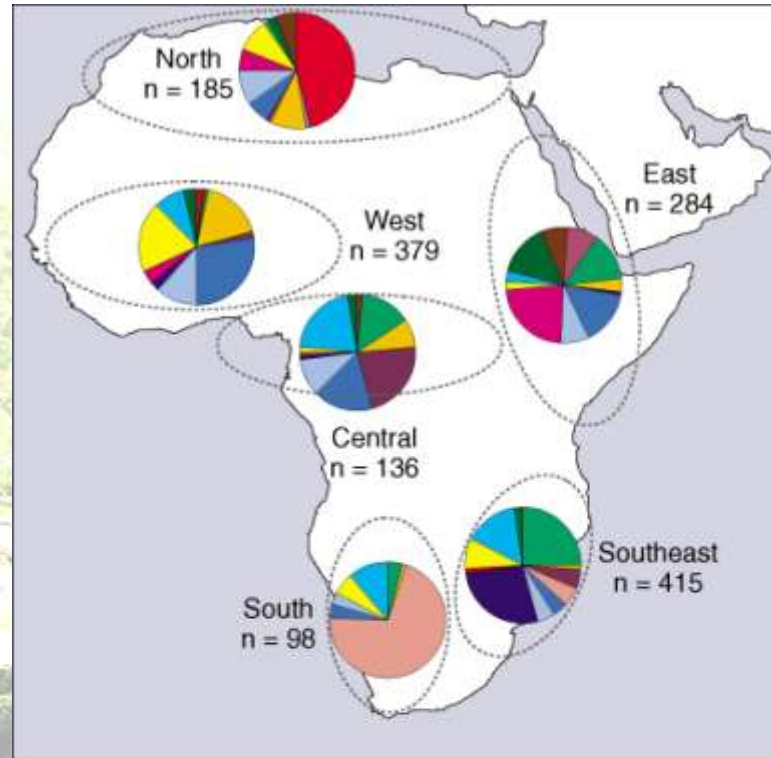 North
n = 185
East
n = 284
West
n = 379
Central
n = 136
Southeast
n = 415
South
n = 98